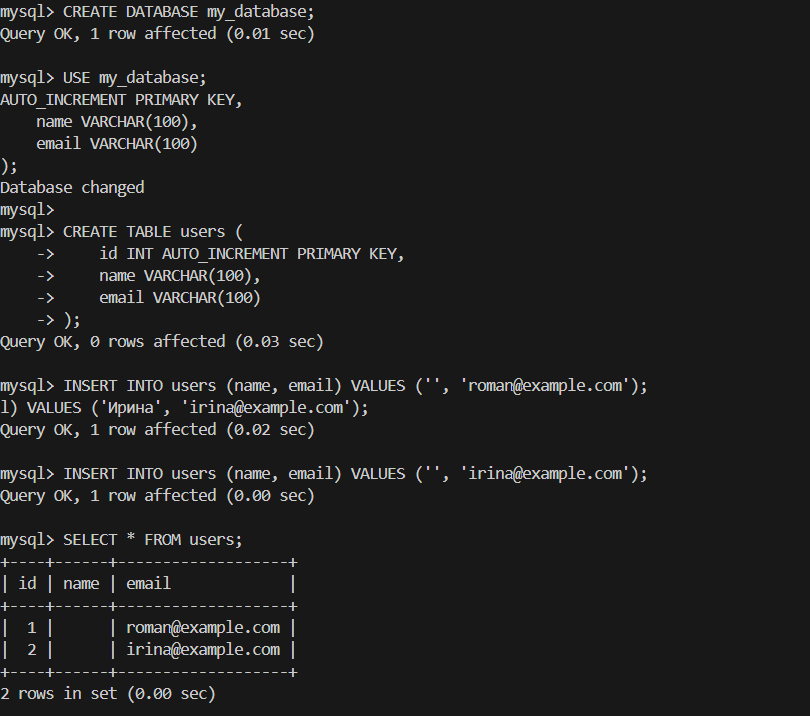 mysql> CREATE DATABASE my_database;
Query OK, 1 row affected (0.01 sec)
mysql> USE my_database;
AUTO_INCREMENT PRIMARY KEY,
    name VARCHAR(100),
    email VARCHAR(100)
);
Database changed
mysql>
mysql> CREATE TABLE users (
    ->     id INT AUTO_INCREMENT PRIMARY KEY,
    ->     name VARCHAR(100),
    ->     email VARCHAR(100)
    -> );
Query OK, 0 rows affected (0.03 sec)
mysql> INSERT INTO users (name, email) VALUES ('', 'roman@example.com');
l) VALUES ('Ирина', 'irina@example.com');
Query OK, 1 row affected (0.02 sec)
mysql> INSERT INTO users (name, email) VALUES ('', 'irina@example.com');
Query OK, 1 row affected (0.00 sec)
mysql> SELECT * FROM users;
+----+------+-------------------+
| id | name | email             |
+----+------+-------------------+
|  1 |      | roman@example.com |
|  2 |      | irina@example.com |
+----+------+-------------------+
2 rows in set (0.00 sec)